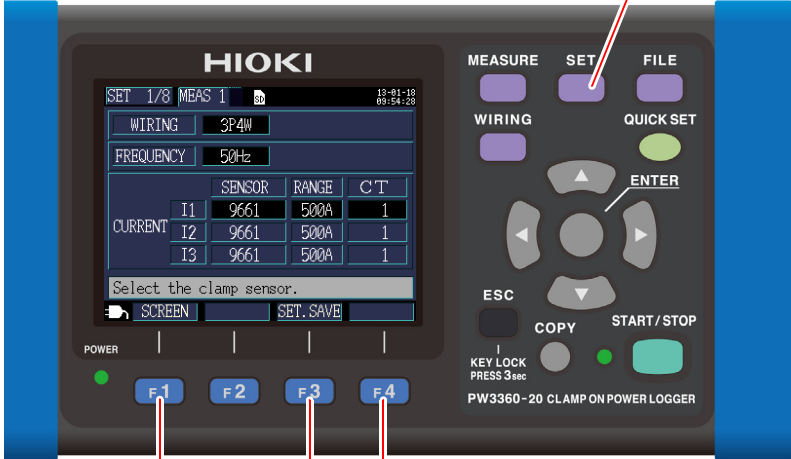 HIOKI
SET 1/8 MEAS 1 SD 13-01-18
09:54:28
WIRING 3P4W
FREQUENCY 50Hz
SENSOR RANGE CT
CURRENT
I1 9661 500A 1
I2 9661 500A 1
I3 9661 500A 1
Select the clamp sensor.
SCREEN SET.SAVE
POWER
F1 F2 F3 F4
MEASURE SET FILE
WIRING QUICK SET
ENTER
ESC
COPY START/STOP
KEY LOCK
PRESS 3sec
PW3360-20 CLAMP ON POWER LOGGER